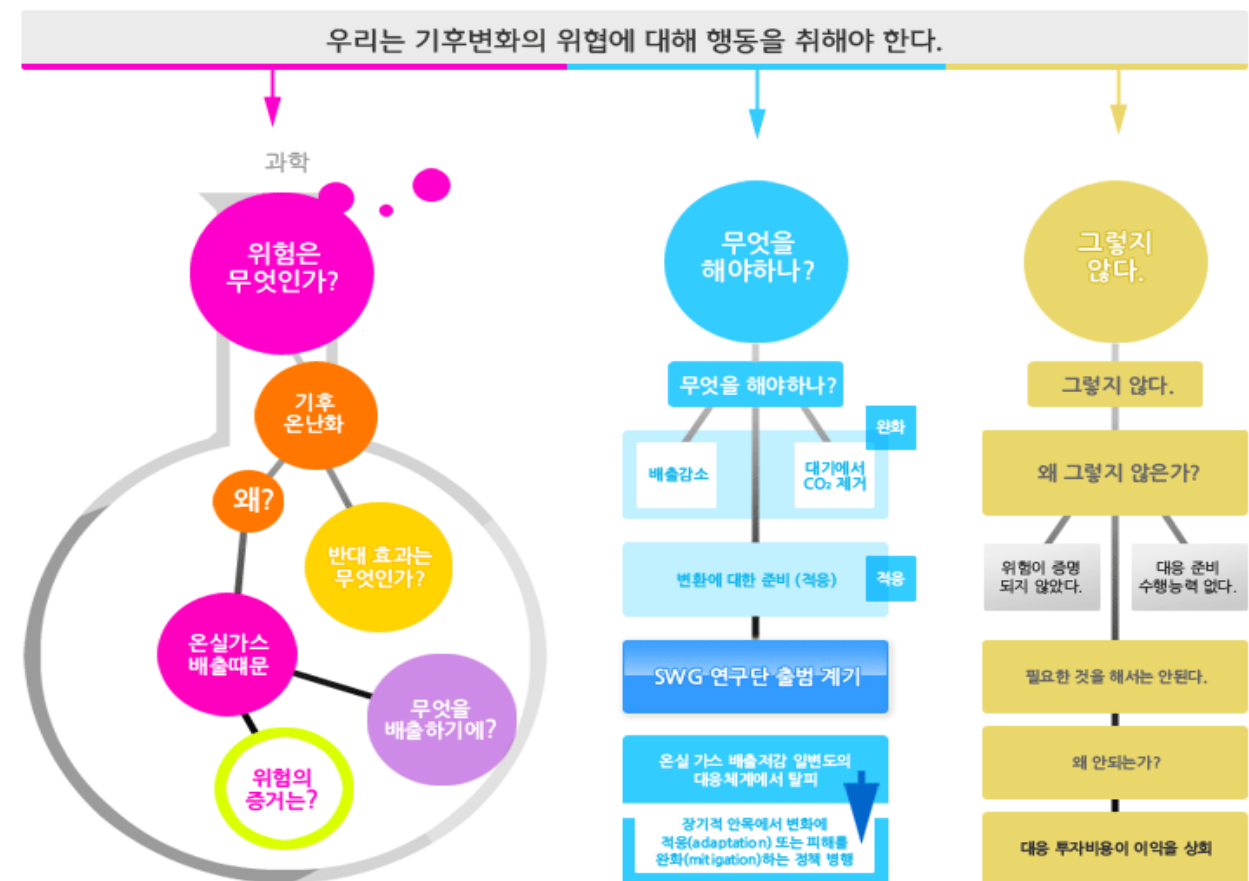 우리는 기후변화의 위협에 대해 행동을 취해야 한다.
과학
위험은
무엇인가?
기후
온난화
왜?
반대 효과는
무엇인가?
온실가스
배출떄문
무엇을
배출하기에?
위험의
증거는?
무엇을
해야하나?
무엇을 해야하나?
완화
배출감소
대기에서
CO₂ 제거
변환에 대한 준비 (적응)
적응
SWG 연구단 출범 계기
온실 가스 배출저감 일변도의
대응체계에서 탈피
장기적 안목에서 변화에
적응(adaptation) 또는 피해를
완화(mitigation)하는 정책 병행
그렇지
않다.
그렇지 않다.
왜 그렇지 않은가?
위험이 증명
되지 않았다.
대응 준비
수행능력 없다.
필요한 것을 해서는 안된다.
왜 안되는가?
대응 투자비용이 이익을 상회